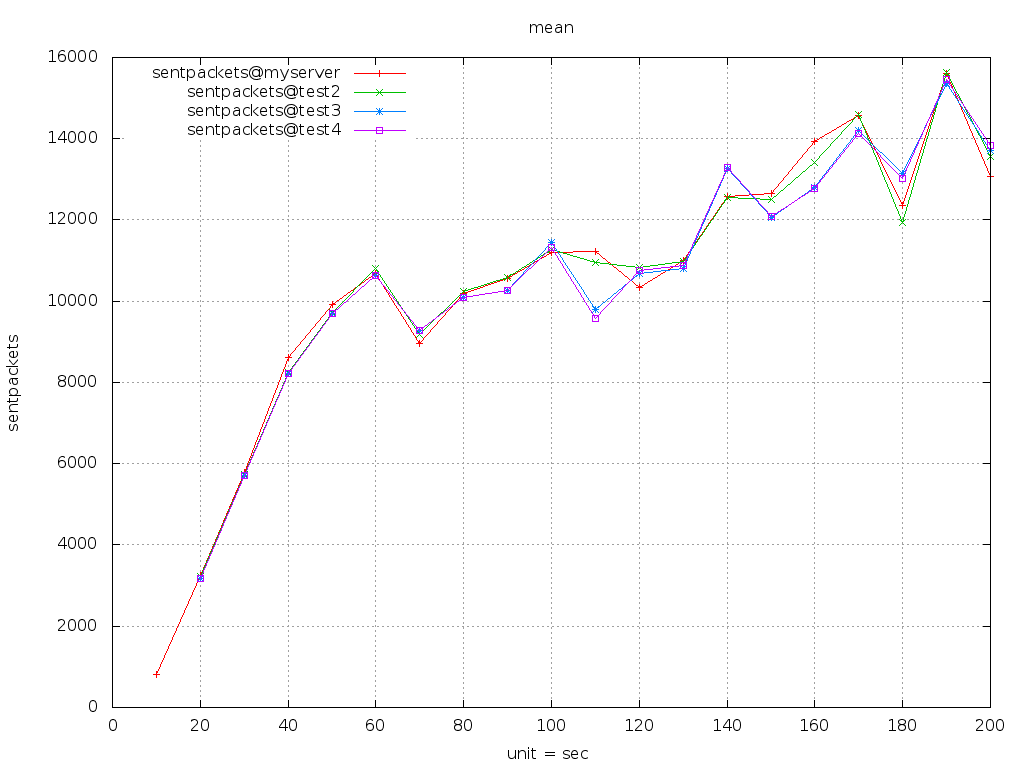 mean
16000
14000
12000
10000
8000
6000
4000
2000
0
sentpackets
sentpackets@myserver
sentpackets@test2
sentpackets@test3
sentpackets@test4
0 20 40 60 80 100 120 140 160 180 200
unit = sec